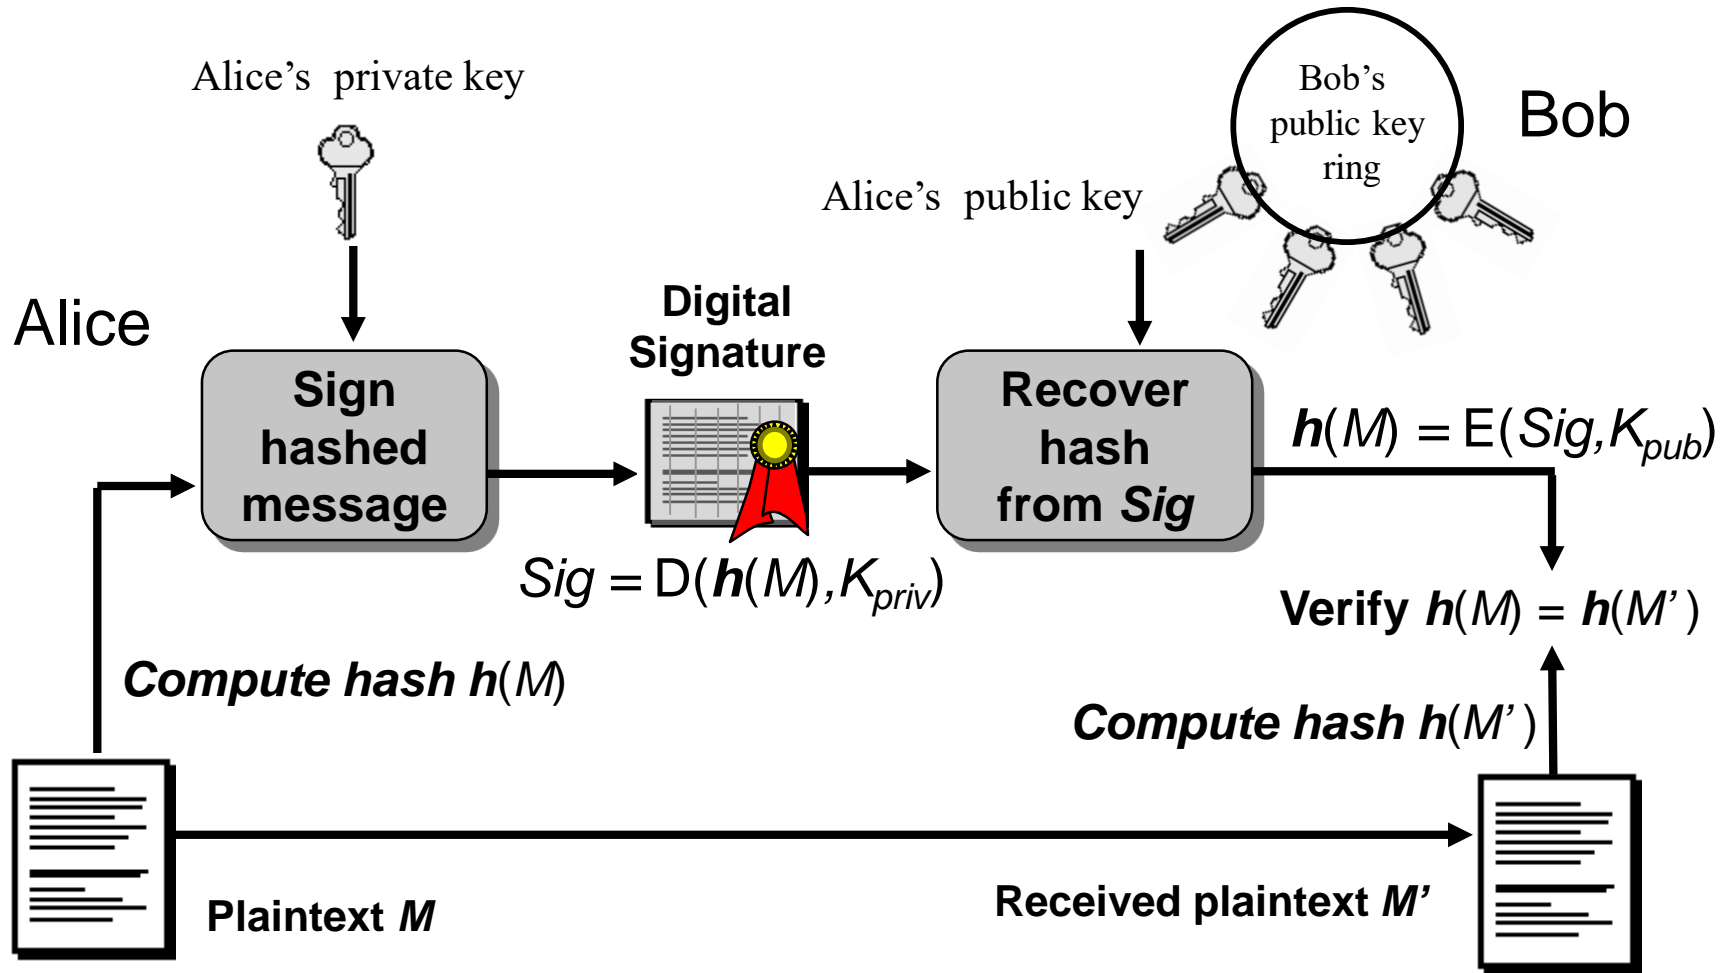 Alice's private key
Bob's
public key
ring
Bob
Alice's public key
Alice
Digital
Signature
Sign
hashed
message
Recover
hash
from Sig
h(M) = E(Sig,Kpub)
Sig = D(h(M),Kpriv)
Verify h(M) = h(M’)
Compute hash h(M)
Compute hash h(M’)
Plaintext M
Received plaintext M’